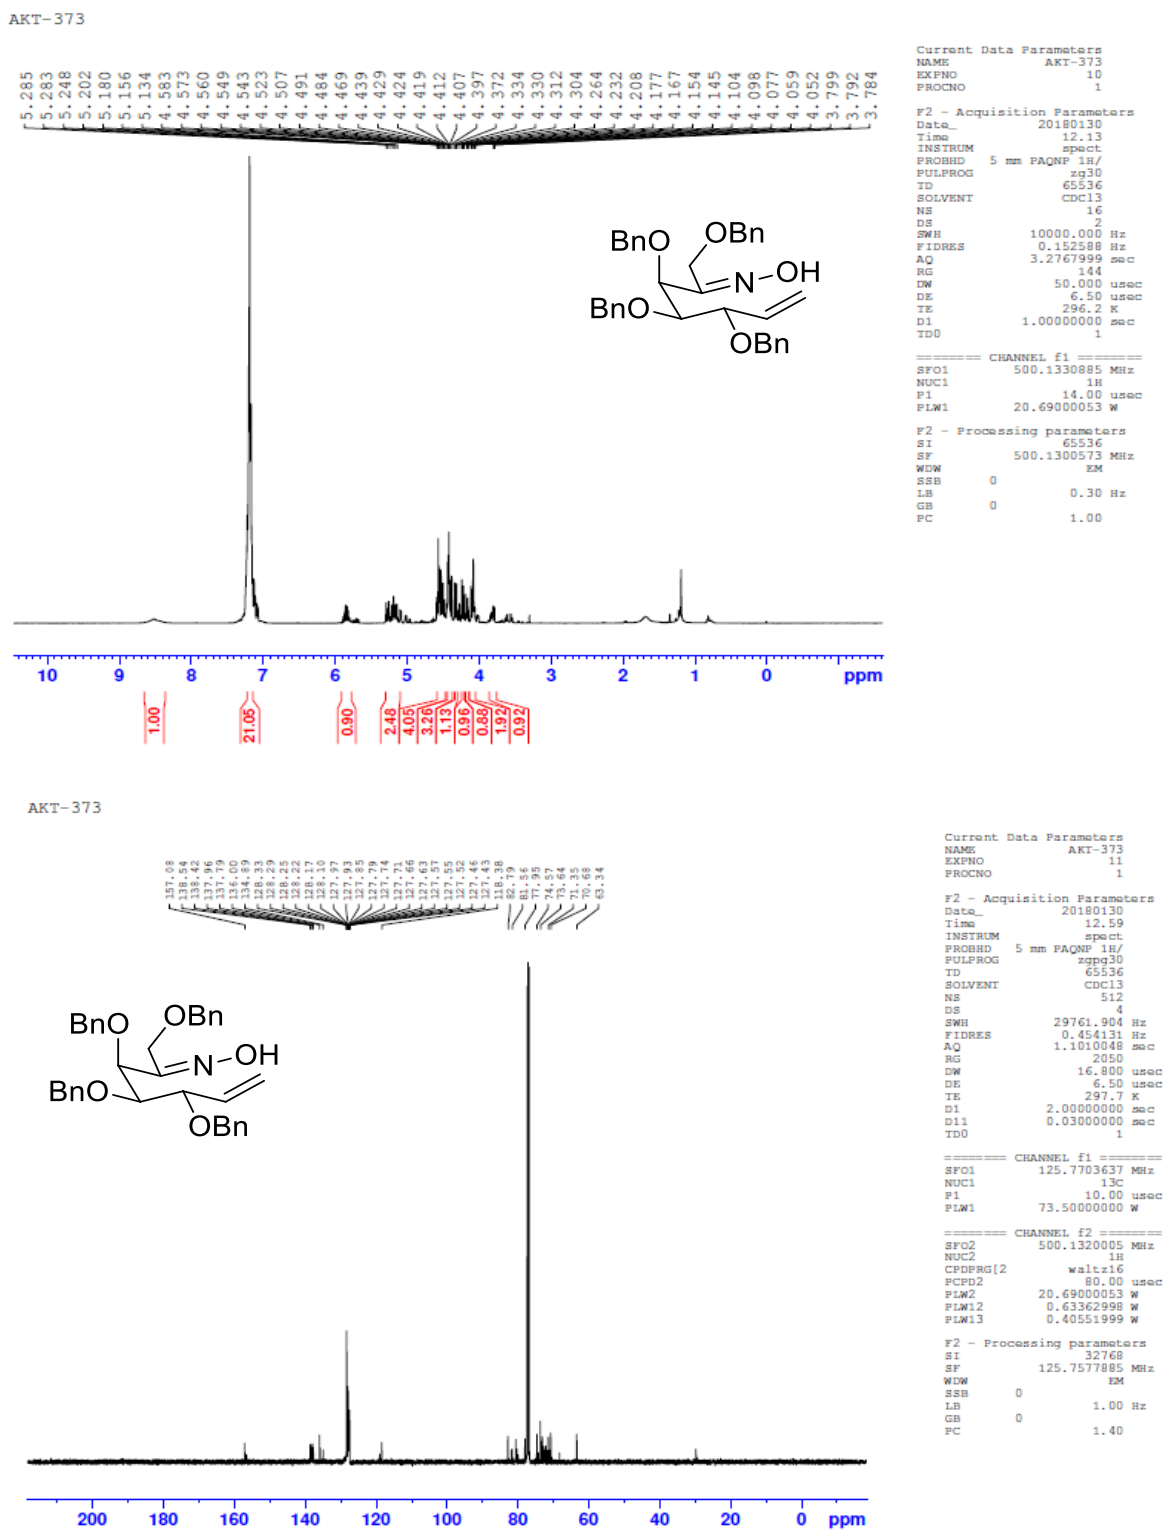 AKT-373
5.285
5.283
5.248
5.202
5.180
5.156
5.134
4.583
4.573
4.560
4.549
4.543
4.523
4.507
4.491
4.484
4.469
4.439
4.429
4.424
4.419
4.412
4.407
4.397
4.372
4.334
4.330
4.312
4.304
4.264
4.232
4.208
4.177
4.167
4.154
4.145
4.104
4.098
4.077
4.059
4.052
3.799
3.792
3.784
BnO OBn
N-OH
BnO
OBn
10 9 8 7 6 5 4 3 2 1 0 ppm
1.00
21.05
0.90
2.48
4.05
3.26
1.13
0.96
0.88
1.92
0.92
Current Data Parameters
NAME AKT-373
EXPNO 10
PROCNO 1
F2 - Acquisition Parameters
Date_ 20180130
Time 12.13
INSTRUM spect
PROBHD 5 mm PAQNP 1H/
PULPROG zg30
TD 65536
SOLVENT CDCl3
NS 16
DS 2
SWH 10000.000 Hz
FIDRES 0.152588 Hz
AQ 3.2767999 sec
RG 144
DW 50.000 usec
DE 6.50 usec
TE 296.2 K
D1 1.00000000 sec
TD0 1
======== CHANNEL f1 ========
SFO1 500.1330885 MHz
NUC1 1H
P1 14.00 usec
PLW1 20.69000053 W
F2 - Processing parameters
SI 65536
SF 500.1300573 MHz
WDW EM
SSB 0
LB 0.30 Hz
GB 0
PC 1.00
AKT-373
157.08
138.54
138.42
137.96
137.79
136.00
134.89
128.33
128.29
128.25
128.22
128.17
128.10
127.97
127.93
127.85
127.79
127.74
127.71
127.66
127.63
127.57
127.55
127.52
127.46
127.43
118.38
82.79
81.56
77.95
74.57
73.64
71.35
70.68
63.34
BnO OBn
N-OH
BnO
OBn
200 180 160 140 120 100 80 60 40 20 0 ppm
Current Data Parameters
NAME AKT-373
EXPNO 11
PROCNO 1
F2 - Acquisition Parameters
Date_ 20180130
Time 12.59
INSTRUM spect
PROBHD 5 mm PAQNP 1H/
PULPROG zgpg30
TD 65536
SOLVENT CDCl3
NS 512
DS 4
SWH 29761.904 Hz
FIDRES 0.454131 Hz
AQ 1.1010048 sec
RG 2050
DW 16.800 usec
DE 6.50 usec
TE 297.7 K
D1 2.00000000 sec
D11 0.03000000 sec
TD0 1
======== CHANNEL f1 ========
SFO1 125.7703637 MHz
NUC1 13C
P1 10.00 usec
PLW1 73.50000000 W
======== CHANNEL f2 ========
SFO2 500.1320005 MHz
NUC2 1H
CPDPRG[2 waltz16
PCPD2 80.00 usec
PLW2 20.69000053 W
PLW12 0.63362998 W
PLW13 0.40551999 W
F2 - Processing parameters
SI 32768
SF 125.7577885 MHz
WDW EM
SSB 0
LB 1.00 Hz
GB 0
PC 1.40